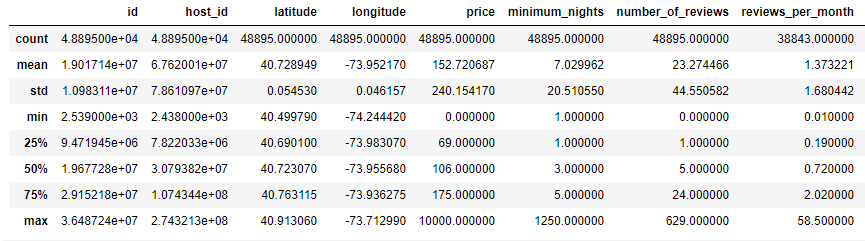 id host_id latitude longitude price minimum_nights number_of_reviews reviews_per_month
count 4.889500e+04 4.889500e+04 48895.000000 48895.000000 48895.000000 48895.000000 48895.000000 38843.000000
mean 1.901714e+07 6.762001e+07 40.728949 -73.952170 152.720687 7.029962 23.274466 1.373221
std 1.098311e+07 7.861097e+07 0.054530 0.046157 240.154170 20.510550 44.550582 1.680442
min 2.539000e+03 2.438000e+03 40.499790 -74.244420 0.000000 1.000000 0.000000 0.010000
25% 9.471945e+06 7.822033e+06 40.690100 -73.983070 69.000000 1.000000 1.000000 0.190000
50% 1.967728e+07 3.079382e+07 40.723070 -73.955680 106.000000 3.000000 5.000000 0.720000
75% 2.915218e+07 1.074344e+08 40.763115 -73.936275 175.000000 5.000000 24.000000 2.020000
max 3.648724e+07 2.743213e+08 40.913060 -73.712990 10000.000000 1250.000000 629.000000 58.500000